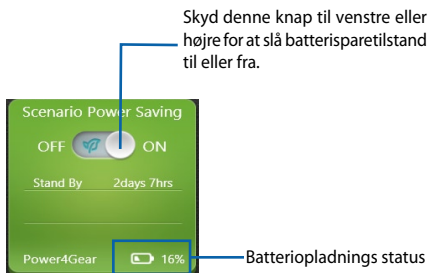 Skyd denne knap til venstre eller
højre for at slå batterisparetilstand
til eller fra.
Scenario Power Saving
OFF ON
Stand By 2days 7hrs
Power4Gear 16%
Batteriopladnings status